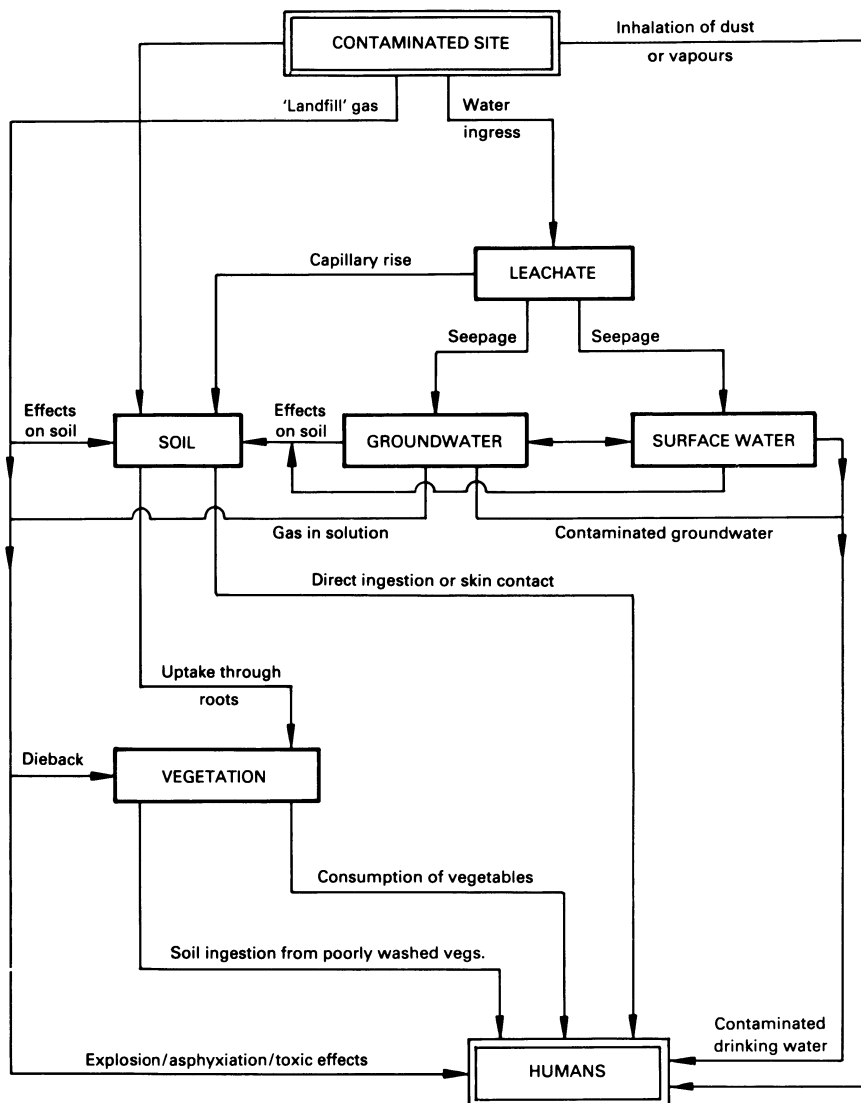 CONTAMINATED SITE
Inhalation of dust
or vapours
'Landfill' gas
Water
ingress
Capillary rise
LEACHATE
Seepage
Seepage
Effects
on soil
SOIL
Effects
on soil
GROUNDWATER
SURFACE WATER
Gas in solution
Contaminated groundwater
Direct ingestion or skin contact
Uptake through
roots
Dieback
VEGETATION
Consumption of vegetables
Soil ingestion from poorly washed vegs.
Contaminated
drinking water
Explosion/asphyxiation/toxic effects
HUMANS